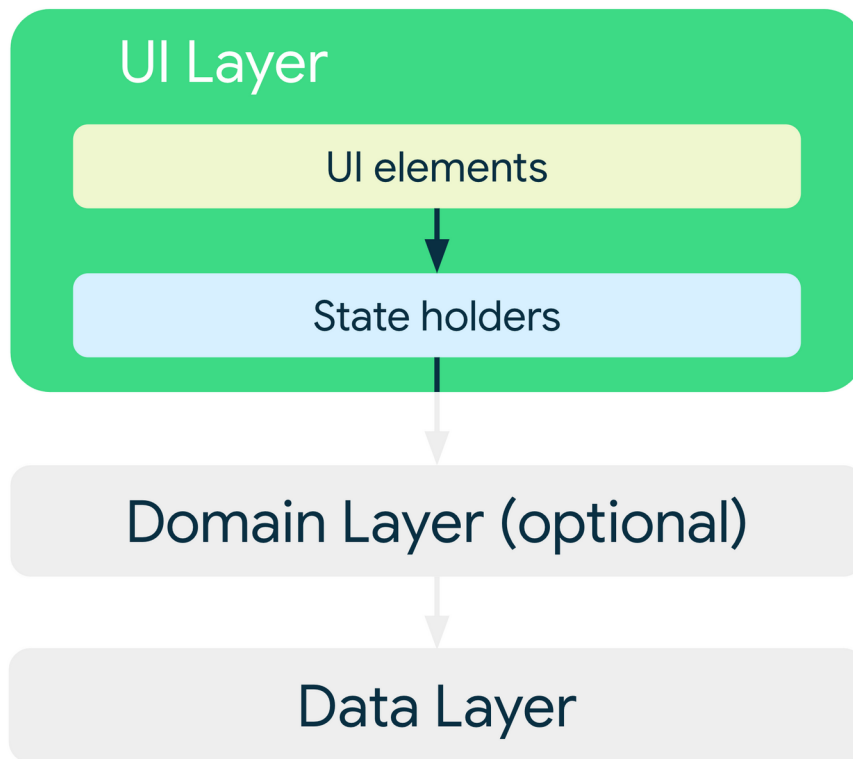 UI Layer
UI elements
State holders
Domain Layer (optional)
Data Layer